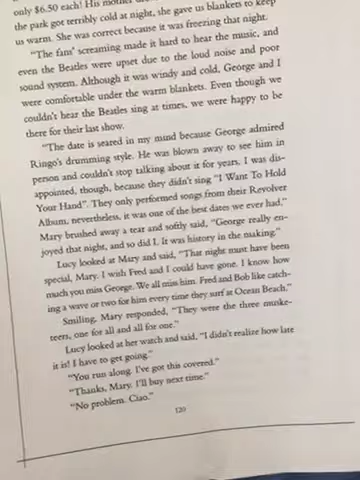 only $6.50 each! His mother
the park got terribly cold at night, she gave us blankets to keep
us warm. She was correct because it was freezing that night.
"The fans' screaming made it hard to hear the music, and
even the Beatles were upset due to the loud noise and poor
sound system. Although it was windy and cold, George and I
were comfortable under the warm blankets. Even though we
couldn't hear the Beatles sing at times, we were happy to be
there for their last show.
"The date is seared in my mind because George admired
Ringo's drumming style. He was blown away to see him in
person and couldn't stop talking about it for years. I was dis-
appointed, though, because they didn't sing "I Want To Hold
Your Hand". They only performed songs from their Revolver
Album, nevertheless, it was one of the best dates we ever had."
Mary brushed away a tear and softly said, "George really en-
joyed that night, and so did I. It was history in the making."
Lucy looked at Mary and said, "That night must have been
special, Mary. I wish Fred and I could have gone. I know how
much you miss George. We all miss him. Fred and Bob like catch-
ing a wave or two for him every time they surf at Ocean Beach."
Smiling, Mary responded, "They were the three muske-
teers, one for all and all for one."
Lucy looked at her watch and said, "I didn't realize how late
it is! I have to get going."
"You run along. I've got this covered."
"Thanks, Mary. I'll buy next time."
"No problem. Ciao."
120